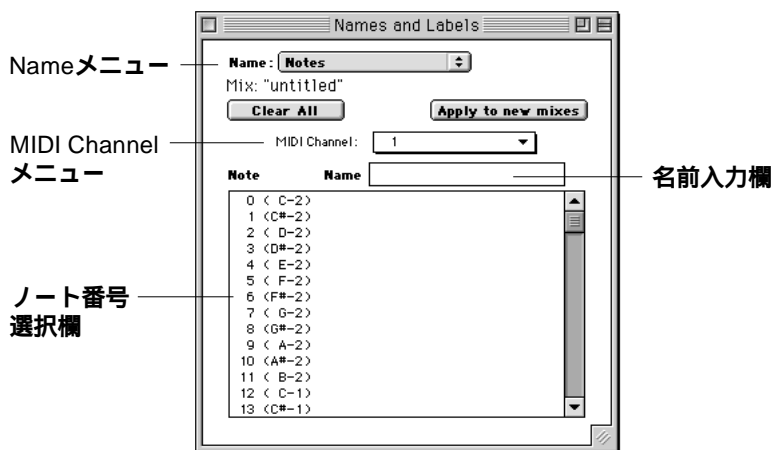 Names and Labels
Nameメニュー
Name: Notes
Mix: "untitled"
Clear All
Apply to new mixes
MIDI Channel
メニュー
MIDI Channel: 1
Note Name
名前入力欄
0 ( C-2)
1 (C#-2)
2 ( D-2)
3 (D#-2)
4 ( E-2)
5 ( F-2)
6 (F#-2)
7 ( G-2)
8 (G#-2)
9 ( A-2)
10 (A#-2)
11 ( B-2)
12 ( C-1)
13 (C#-1)
ノート番号
選択欄